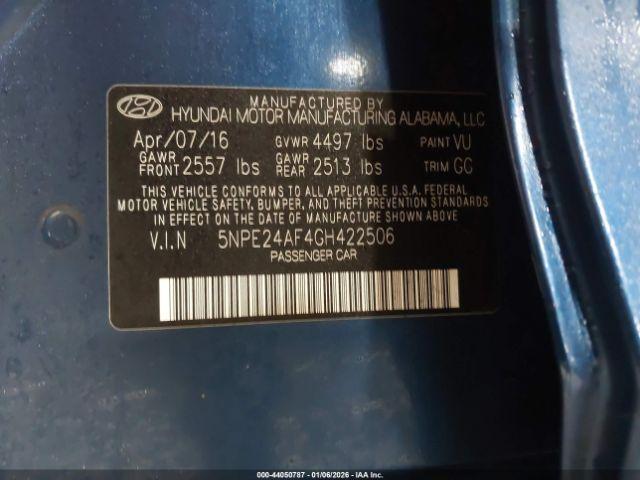 MANUFACTURED BY
HYUNDAI MOTOR MANUFACTURING ALABAMA, LLC
Apr/07/16 GVWR 4497 lbs PAINT VU
GAWR FRONT 2557 lbs GAWR REAR 2513 lbs TRIM GC
THIS VEHICLE CONFORMS TO ALL APPLICABLE U.S.A. FEDERAL
MOTOR VEHICLE SAFETY, BUMPER, AND THEFT PREVENTION STANDARDS
IN EFFECT ON THE DATE OF MANUFACTURE SHOWN ABOVE
V.I.N 5NPE24AF4GH422506
PASSENGER CAR
000-44050787 - 01/06/2026 - IAAI.COM